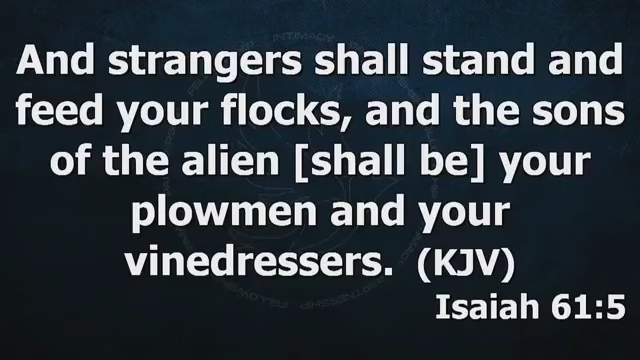 And strangers shall stand and
feed your flocks, and the sons
of the alien [shall be] your
plowmen and your
vinedressers. (KJV)
Isaiah 61:5
INTIMACY